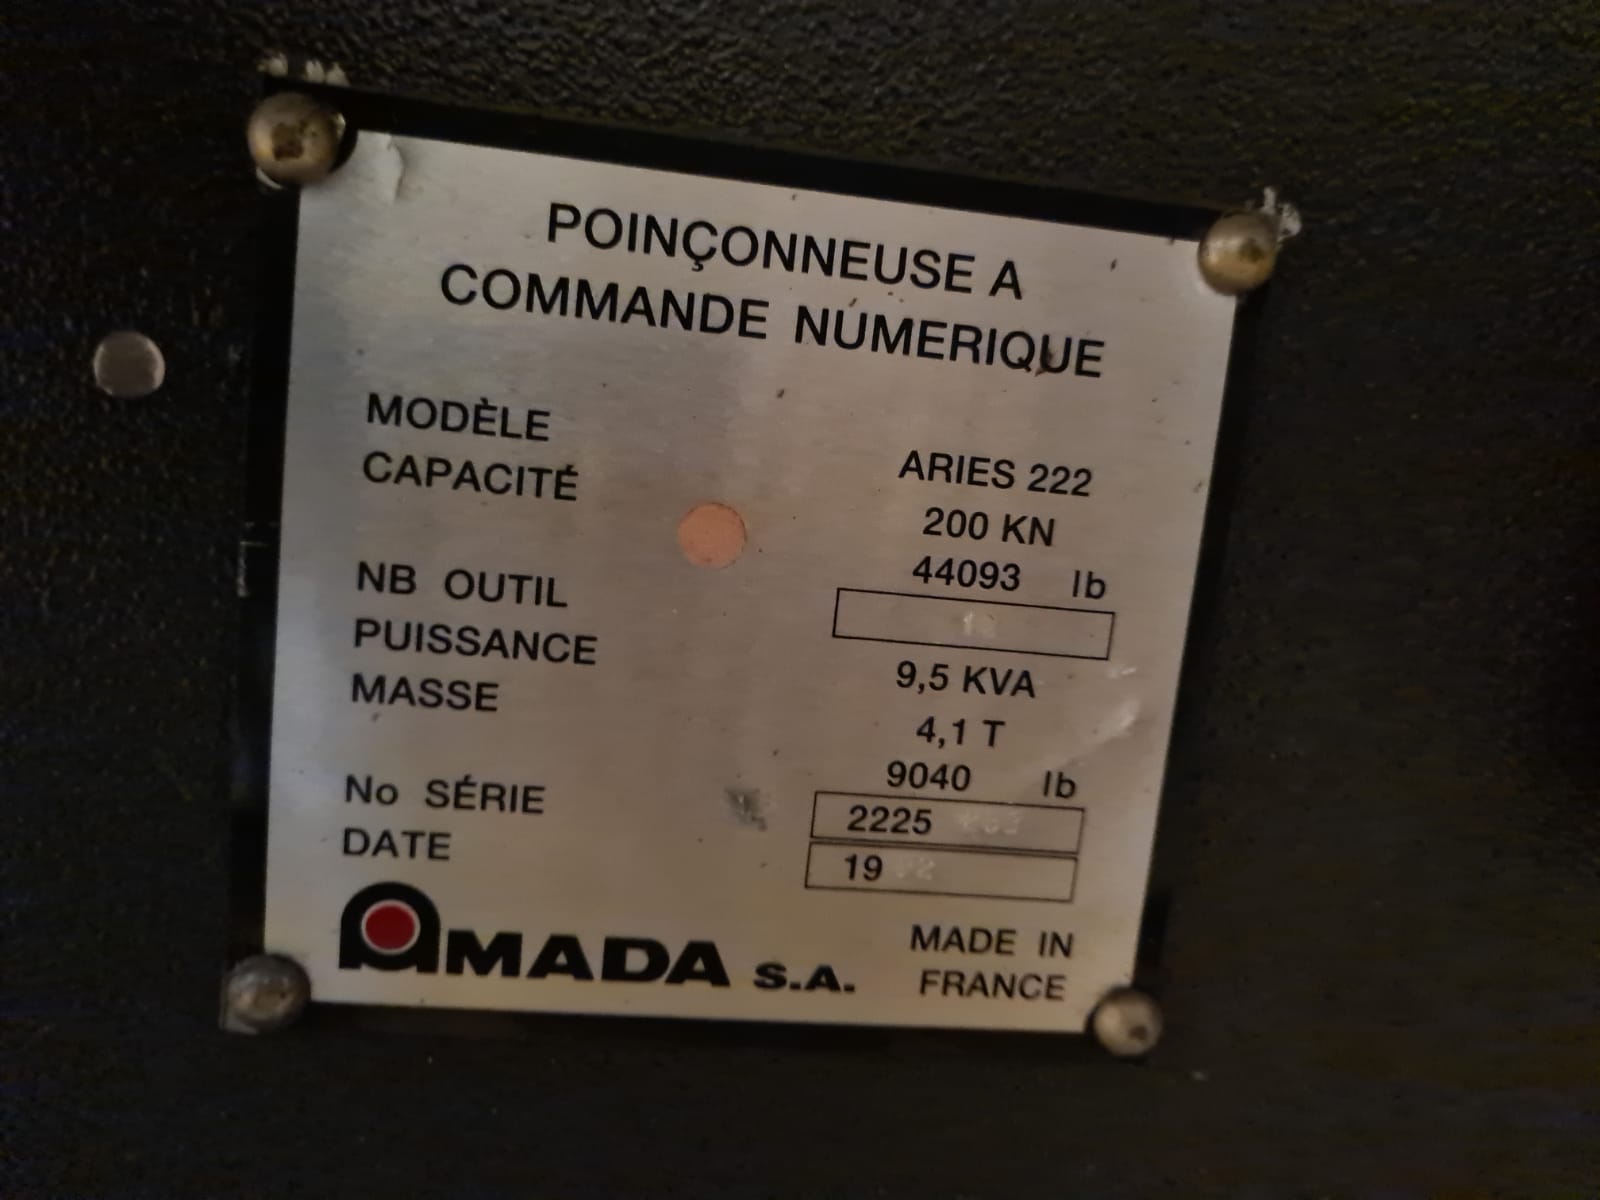 POINÇONNEUSE A
COMMANDE NUMERIQUE
MODÈLE ARIES 222
CAPACITÉ 200 KN
44093 lb
NB OUTIL
PUISSANCE 9,5 KVA
MASSE 4,1 T
9040 lb
No SÉRIE 2225
DATE 19
AMADA S.A.
MADE IN
FRANCE